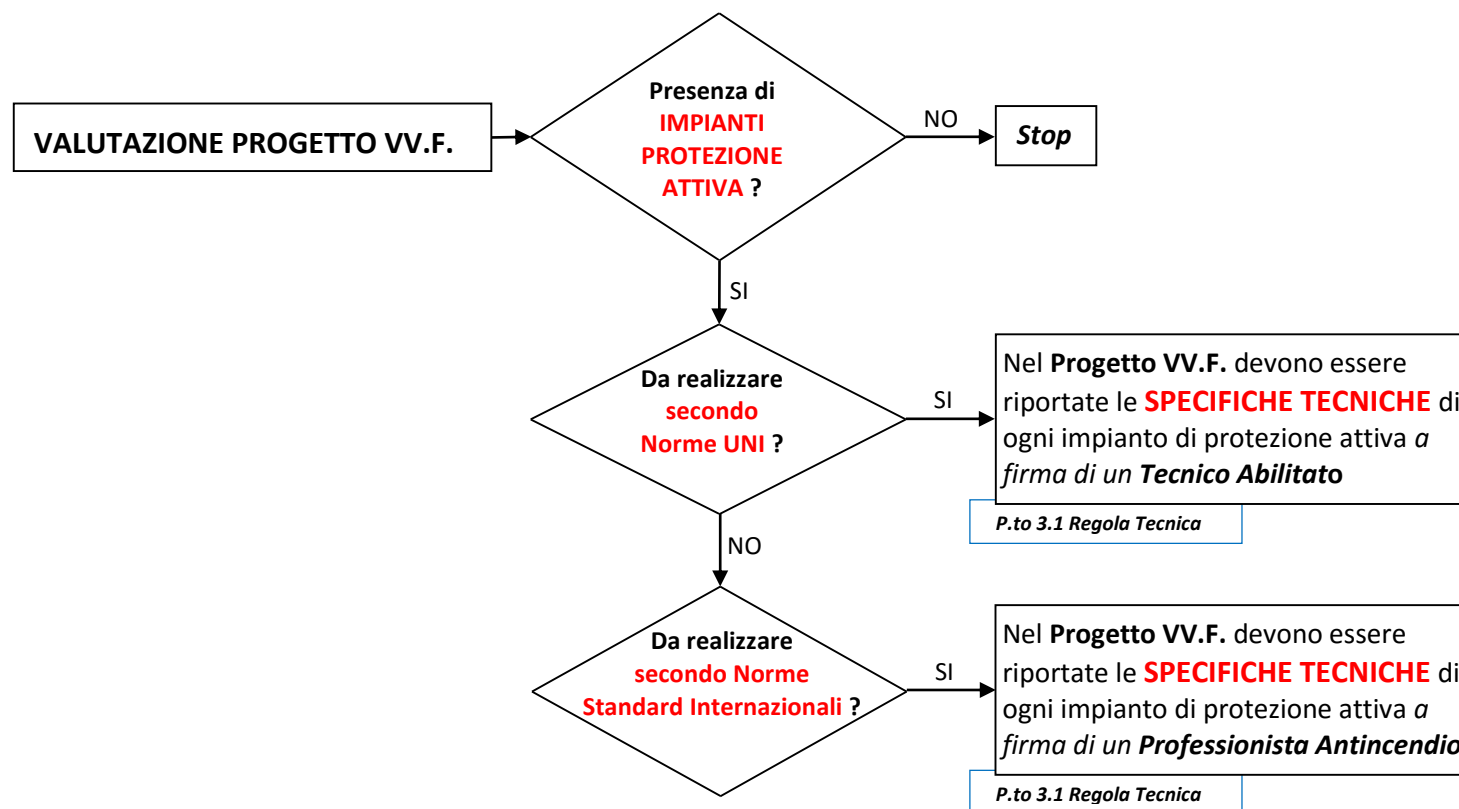 VALUTAZIONE PROGETTO VV.F.
Presenza di
IMPIANTI
PROTEZIONE
ATTIVA ?
NO
Stop
SI
Da realizzare
secondo
Norme UNI ?
SI
Nel Progetto VV.F. devono essere
riportate le SPECIFICHE TECNICHE di
ogni impianto di protezione attiva a
firma di un Tecnico Abilitato
P.to 3.1 Regola Tecnica
NO
Da realizzare
secondo Norme
Standard Internazionali ?
SI
Nel Progetto VV.F. devono essere
riportate le SPECIFICHE TECNICHE di
ogni impianto di protezione attiva a
firma di un Professionista Antincendio
P.to 3.1 Regola Tecnica